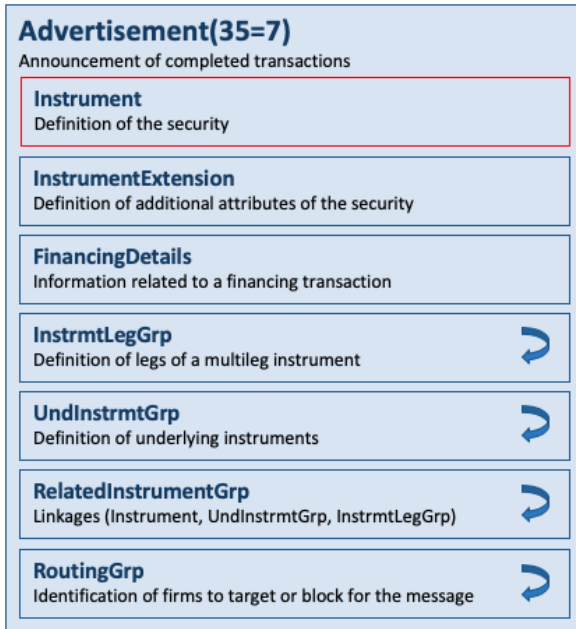 Advertisement(35=7)
Announcement of completed transactions
Instrument
Definition of the security
InstrumentExtension
Definition of additional attributes of the security
FinancingDetails
Information related to a financing transaction
InstrmtLegGrp
Definition of legs of a multileg instrument
UndInstrmtGrp
Definition of underlying instruments
RelatedInstrumentGrp
Linkages (Instrument, UndInstrmtGrp, InstrmtLegGrp)
RoutingGrp
Identification of firms to target or block for the message